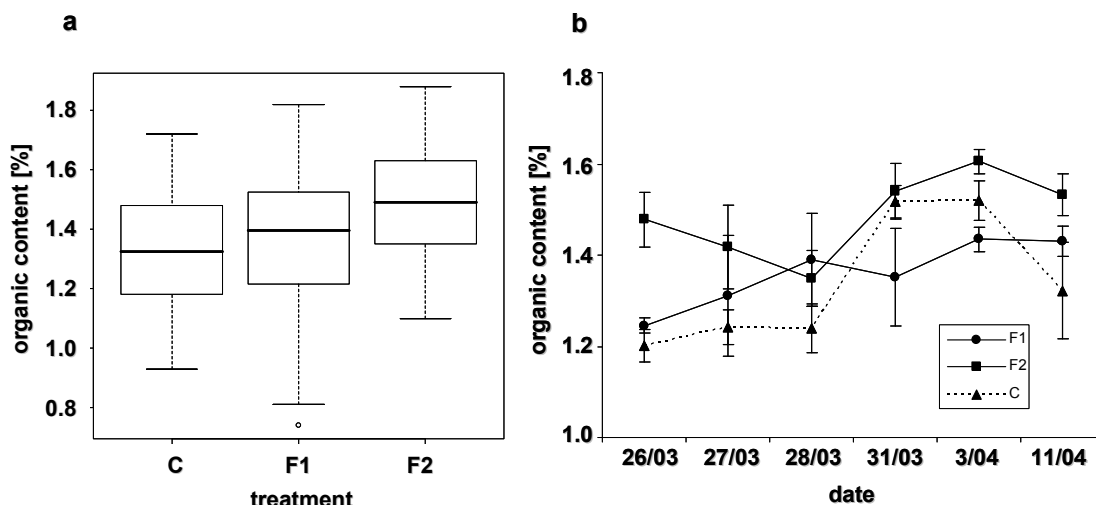 a
organic content [%]
1.8
1.6
1.4
1.2
1.0
0.8
C F1 F2
treatment
b
organic content [%]
1.8
1.6
1.4
1.2
1.0
F1
F2
C
26/03 27/03 28/03 31/03 3/04 11/04
date